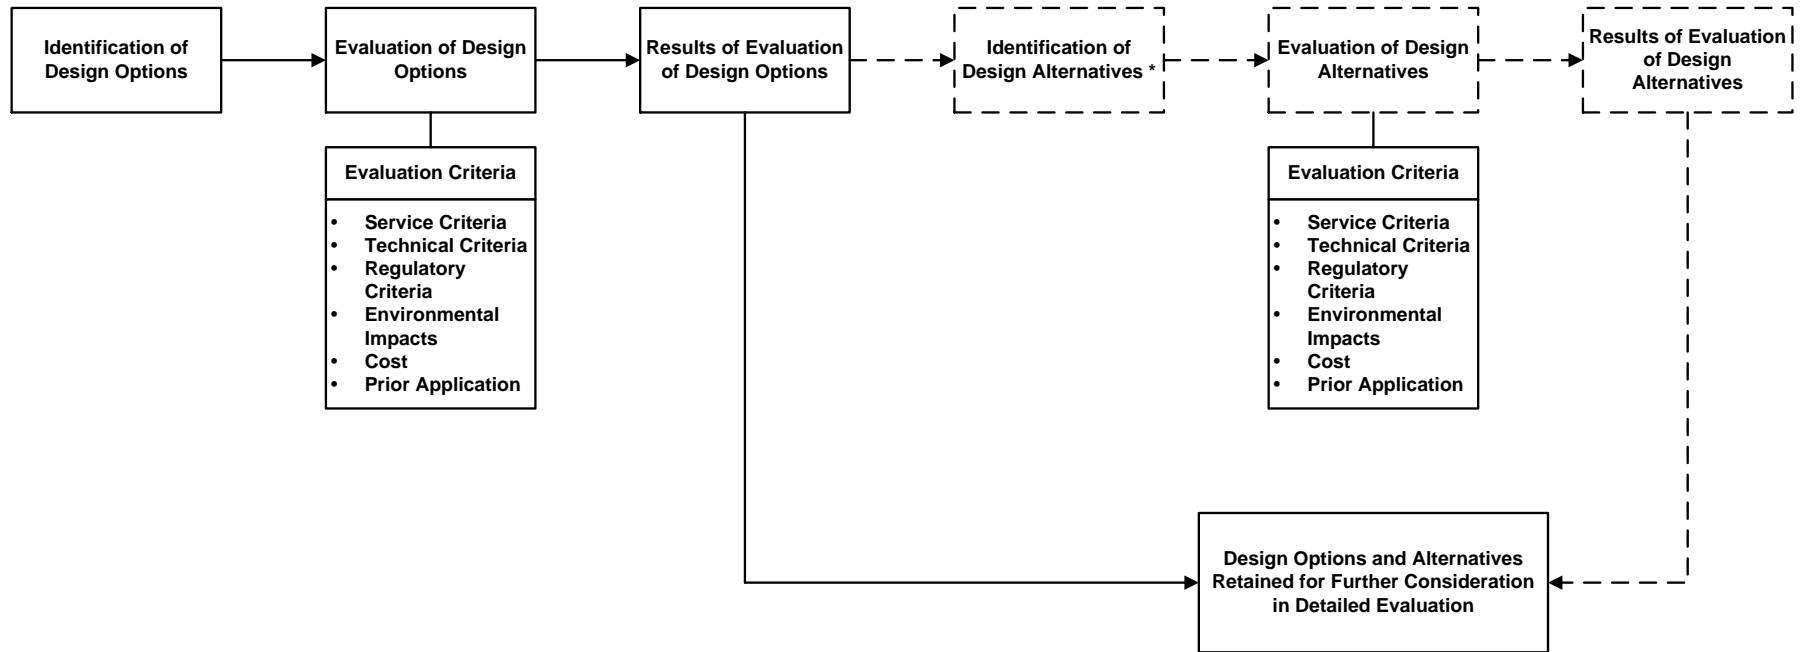 Identification of
Design Options
Evaluation of Design
Options
Results of Evaluation
of Design Options
Identification of
Design Alternatives *
Evaluation of Design
Alternatives
Results of Evaluation
of Design
Alternatives
Evaluation Criteria
• Service Criteria
• Technical Criteria
• Regulatory
Criteria
• Environmental
Impacts
• Cost
• Prior Application
Evaluation Criteria
• Service Criteria
• Technical Criteria
• Regulatory
Criteria
• Environmental
Impacts
• Cost
• Prior Application
Design Options and Alternatives
Retained for Further Consideration
in Detailed Evaluation